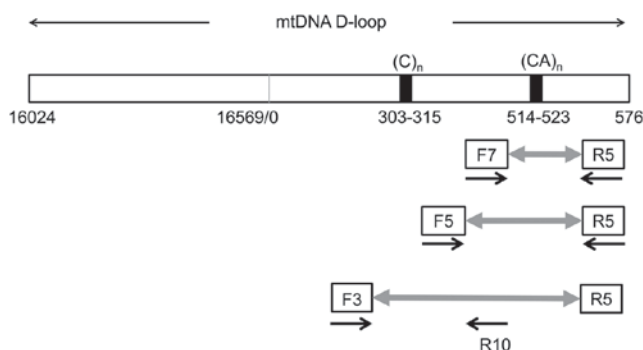 mtDNA D-loop
(C)n (CA)n
16024 16569/0 303-315 514-523 576
F7 R5
F5 R5
F3 R5
R10